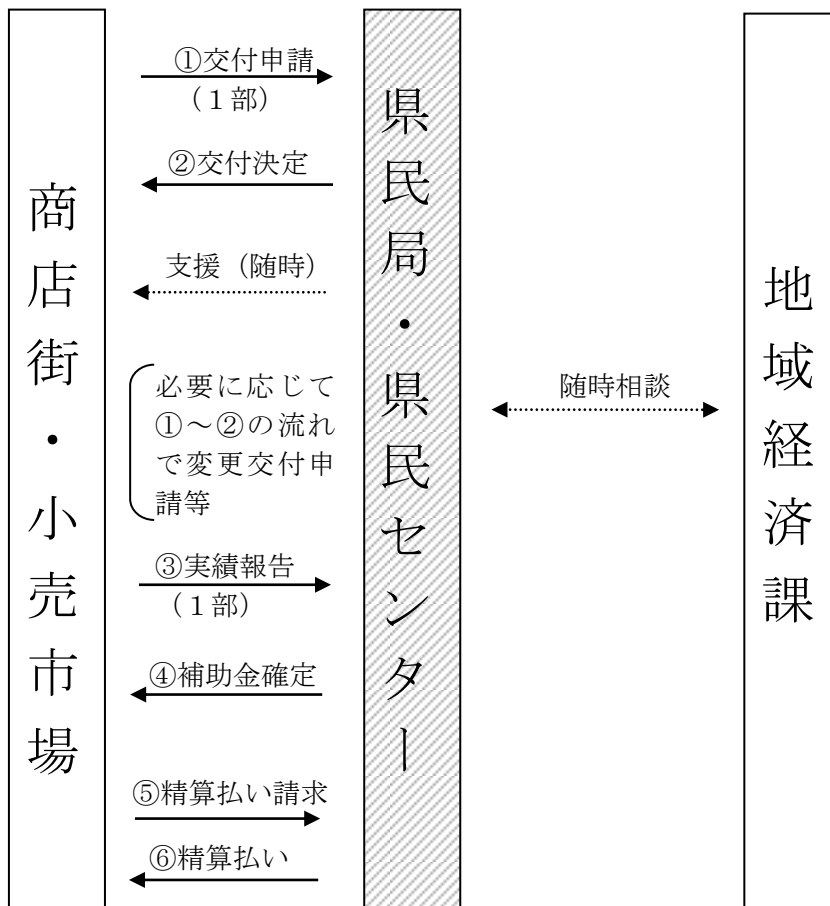 商店街・小売市場
①交付申請
（１部）
②交付決定
支援（随時）
必要に応じて
①～②の流れ
で変更交付申
請等
③実績報告
（１部）
④補助金確定
⑤精算払い請求
⑥精算払い
県民局・県民センター
随時相談
地域経済課